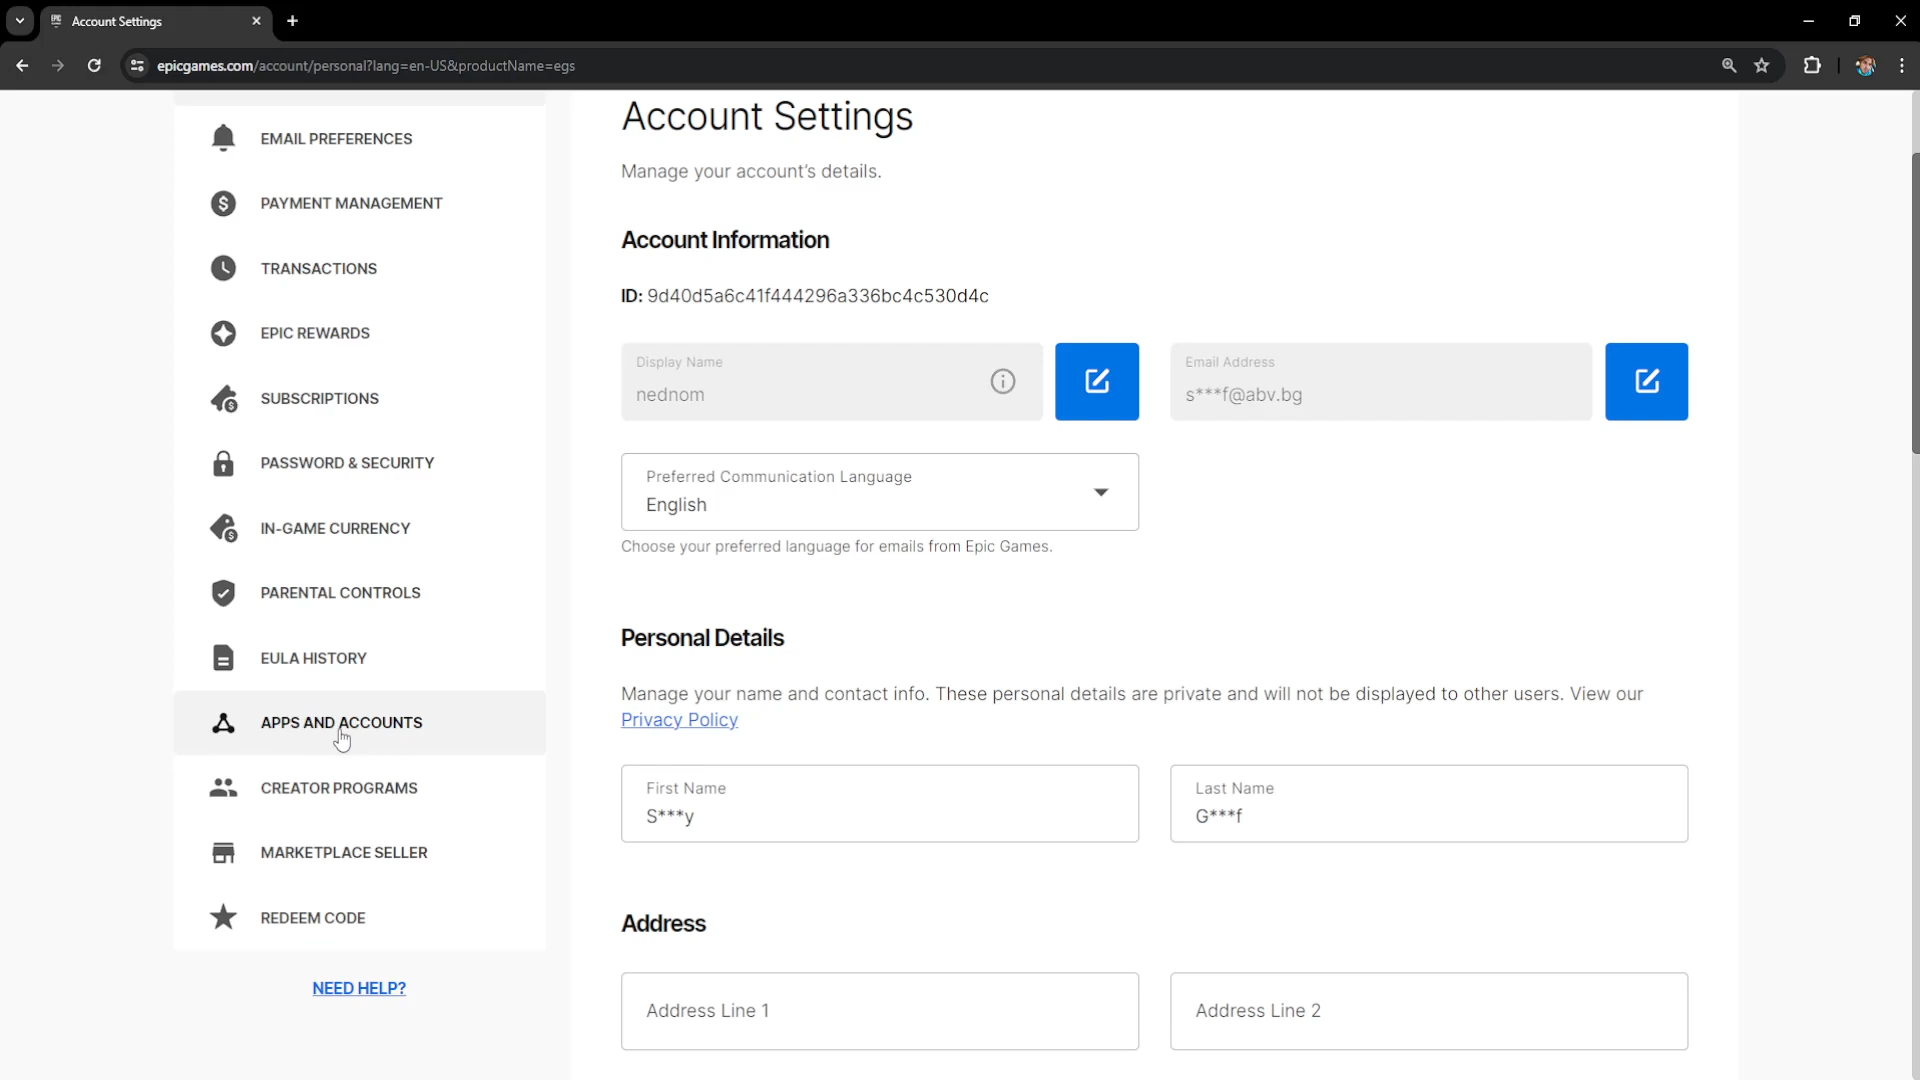 Account Settings
epicgames.com/account/personal?lang=en-US&productName=egs
EMAIL PREFERENCES
PAYMENT MANAGEMENT
TRANSACTIONS
EPIC REWARDS
SUBSCRIPTIONS
PASSWORD & SECURITY
IN-GAME CURRENCY
PARENTAL CONTROLS
EULA HISTORY
APPS AND ACCOUNTS
CREATOR PROGRAMS
MARKETPLACE SELLER
REDEEM CODE
NEED HELP?
Account Settings
Manage your account's details.
Account Information
ID: 9d40d5a6c41f444296a336bc4c530d4c
Display Name
nednom
Email Address
s***f@abv.bg
Preferred Communication Language
English
Choose your preferred language for emails from Epic Games.
Personal Details
Manage your name and contact info. These personal details are private and will not be displayed to other users. View our
Privacy Policy
First Name
S***y
Last Name
G***f
Address
Address Line 1
Address Line 2